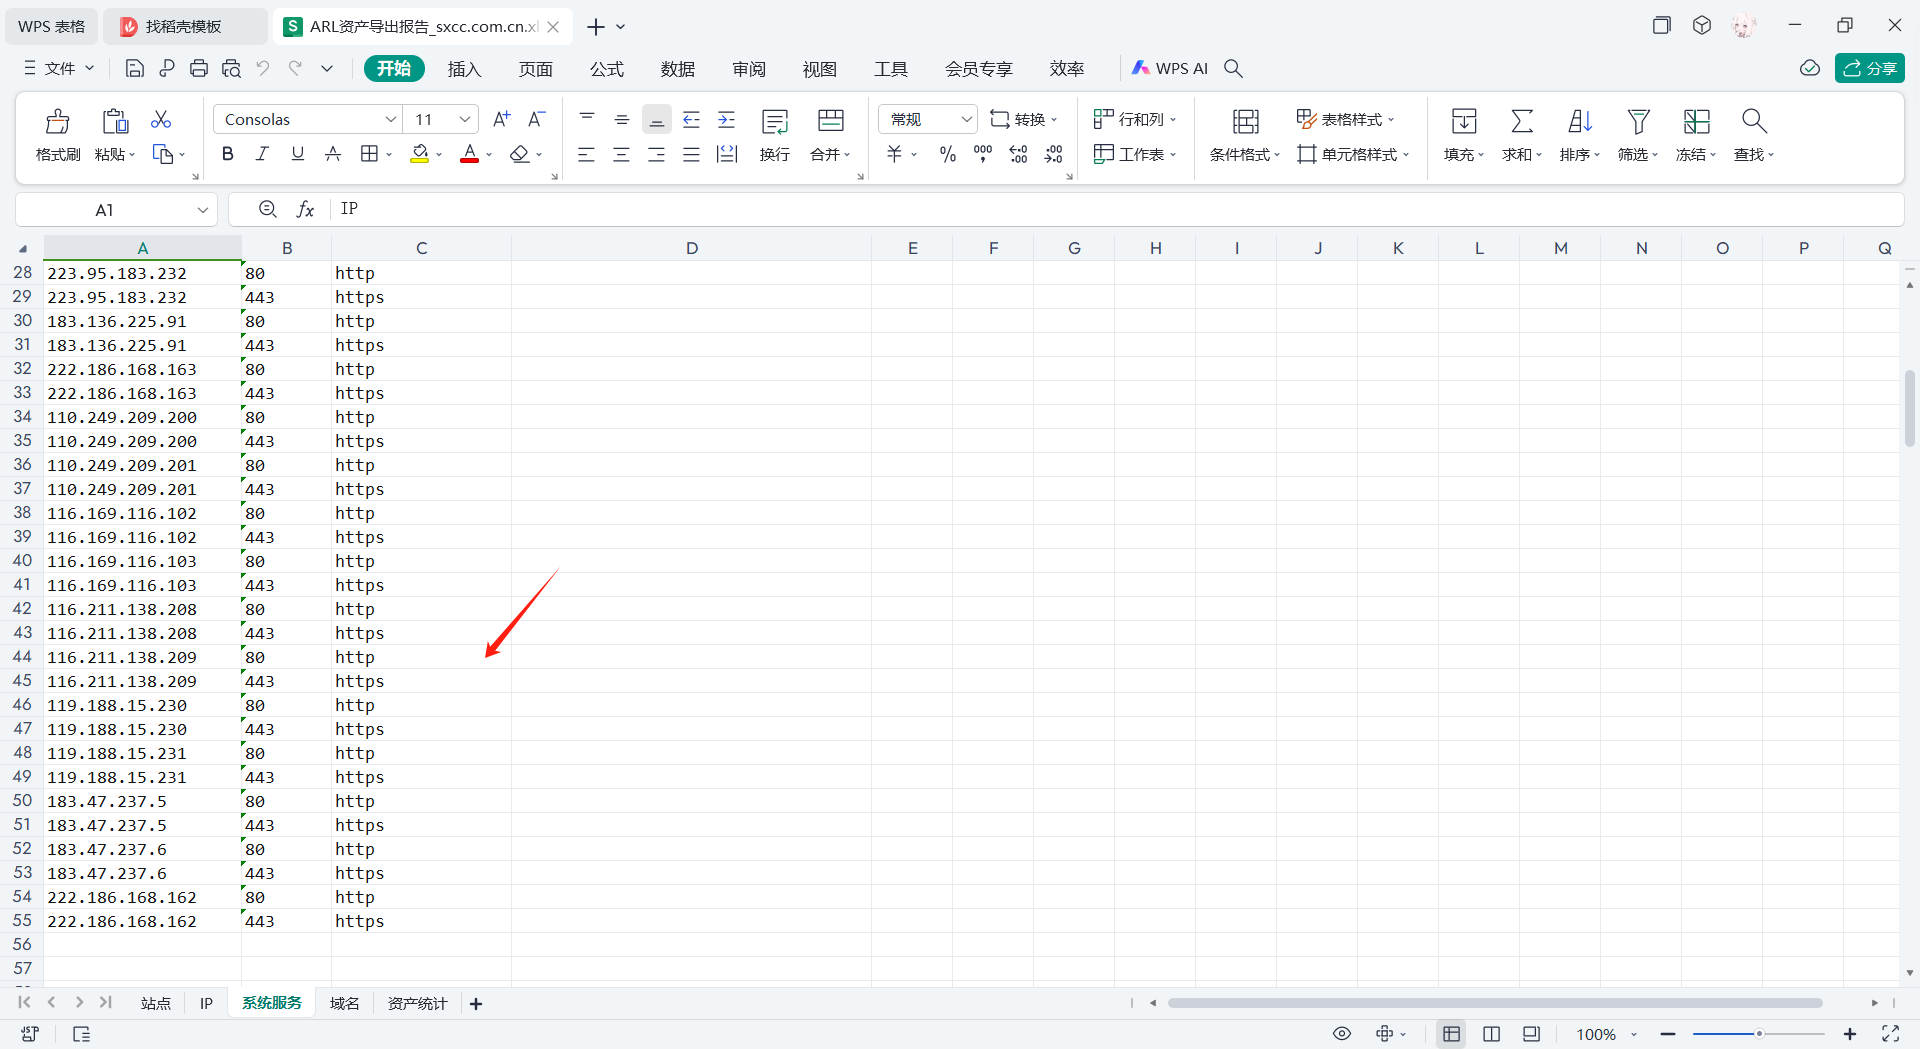 WPS 表格
找稻壳模板
S ARL资产导出报告_sxcc.com.cn.xl
文件
开始
插入
页面
公式
数据
审阅
视图
工具
会员专享
效率
WPS AI
分享
格式刷
粘贴
Consolas
11
A+
A-
B I U A
A
换行
合并
常规
转换
羊 % 000
行和列
工作表
条件格式
表格样式
单元格样式
填充
求和
排序
筛选
冻结
查找
A1
fx
IP
A B C D E F G H I J K L M N O P Q
28 223.95.183.232 80 http
29 223.95.183.232 443 https
30 183.136.225.91 80 http
31 183.136.225.91 443 https
32 222.186.168.163 80 http
33 222.186.168.163 443 https
34 110.249.209.200 80 http
35 110.249.209.200 443 https
36 110.249.209.201 80 http
37 110.249.209.201 443 https
38 116.169.116.102 80 http
39 116.169.116.102 443 https
40 116.169.116.103 80 http
41 116.169.116.103 443 https
42 116.211.138.208 80 http
43 116.211.138.208 443 https
44 116.211.138.209 80 http
45 116.211.138.209 443 https
46 119.188.15.230 80 http
47 119.188.15.230 443 https
48 119.188.15.231 80 http
49 119.188.15.231 443 https
50 183.47.237.5 80 http
51 183.47.237.5 443 https
52 183.47.237.6 80 http
53 183.47.237.6 443 https
54 222.186.168.162 80 http
55 222.186.168.162 443 https
56
57
站点
IP
系统服务
域名
资产统计
100%